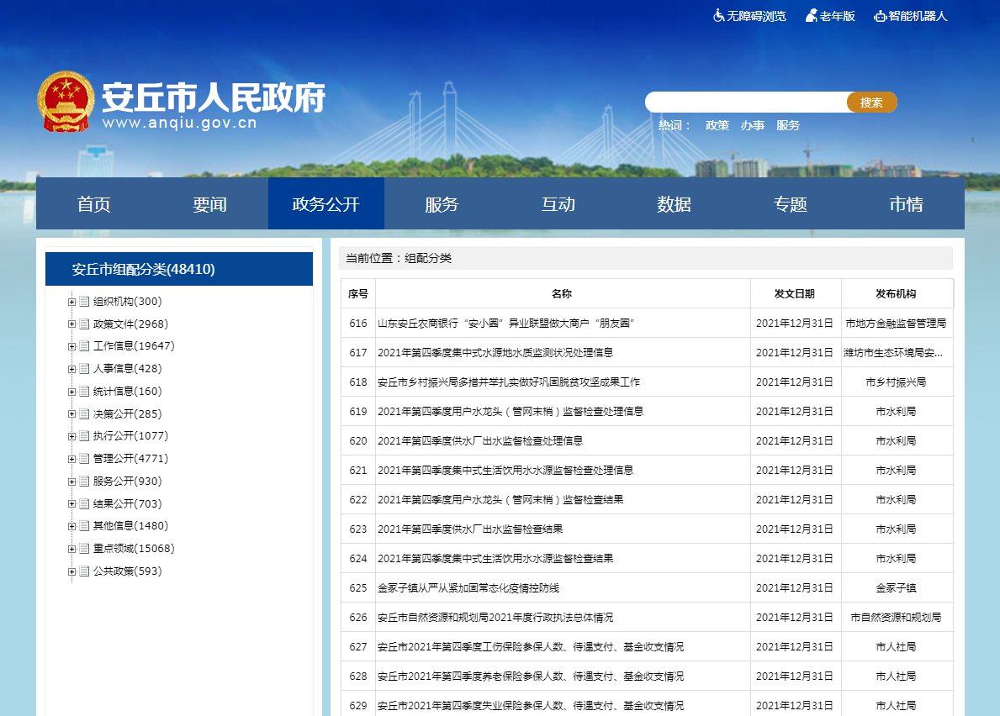 无障碍浏览 老年版 智能机器人
安丘市人民政府
www.anqiu.gov.cn
搜索
热词： 政策 办事 服务
首页 要闻 政务公开 服务 互动 数据 专题 市情
安丘市组配分类(48410)
组织机构(300)
政策文件(2968)
工作信息(19647)
人事信息(428)
统计信息(160)
决策公开(285)
执行公开(1077)
管理公开(4771)
服务公开(930)
结果公开(703)
其他信息(1480)
重点领域(15068)
公共政策(593)
当前位置：组配分类
序号 名称 发文日期 发布机构
616 山东安丘农商银行“安小圈”异业联盟做大商户“朋友圈” 2021年12月31日 市地方金融监督管理局
617 2021年第四季度集中式水源地水质监测状况处理信息 2021年12月31日 潍坊市生态环境局安...
618 安丘市乡村振兴局多措并举扎实做好巩固脱贫攻坚成果工作 2021年12月31日 市乡村振兴局
619 2021年第四季度用户水龙头（管网末梢）监督检查处理信息 2021年12月31日 市水利局
620 2021年第四季度供水厂出水监督检查处理信息 2021年12月31日 市水利局
621 2021年第四季度集中式生活饮用水水源监督检查处理信息 2021年12月31日 市水利局
622 2021年第四季度用户水龙头（管网末梢）监督检查结果 2021年12月31日 市水利局
623 2021年第四季度供水厂出水监督检查结果 2021年12月31日 市水利局
624 2021年第四季度集中式生活饮用水水源监督检查结果 2021年12月31日 市水利局
625 金冢子镇从严从紧加固常态化疫情控防线 2021年12月31日 金冢子镇
626 安丘市自然资源和规划局2021年度行政执法总体情况 2021年12月31日 市自然资源和规划局
627 安丘市2021年第四季度工伤保险参保人数、待遇支付、基金收支情况 2021年12月31日 市人社局
628 安丘市2021年第四季度养老保险参保人数、待遇支付、基金收支情况 2021年12月31日 市人社局
629 安丘市2021年第四季度失业保险参保人数、待遇支付、基金收支情况 2021年12月31日 市人社局